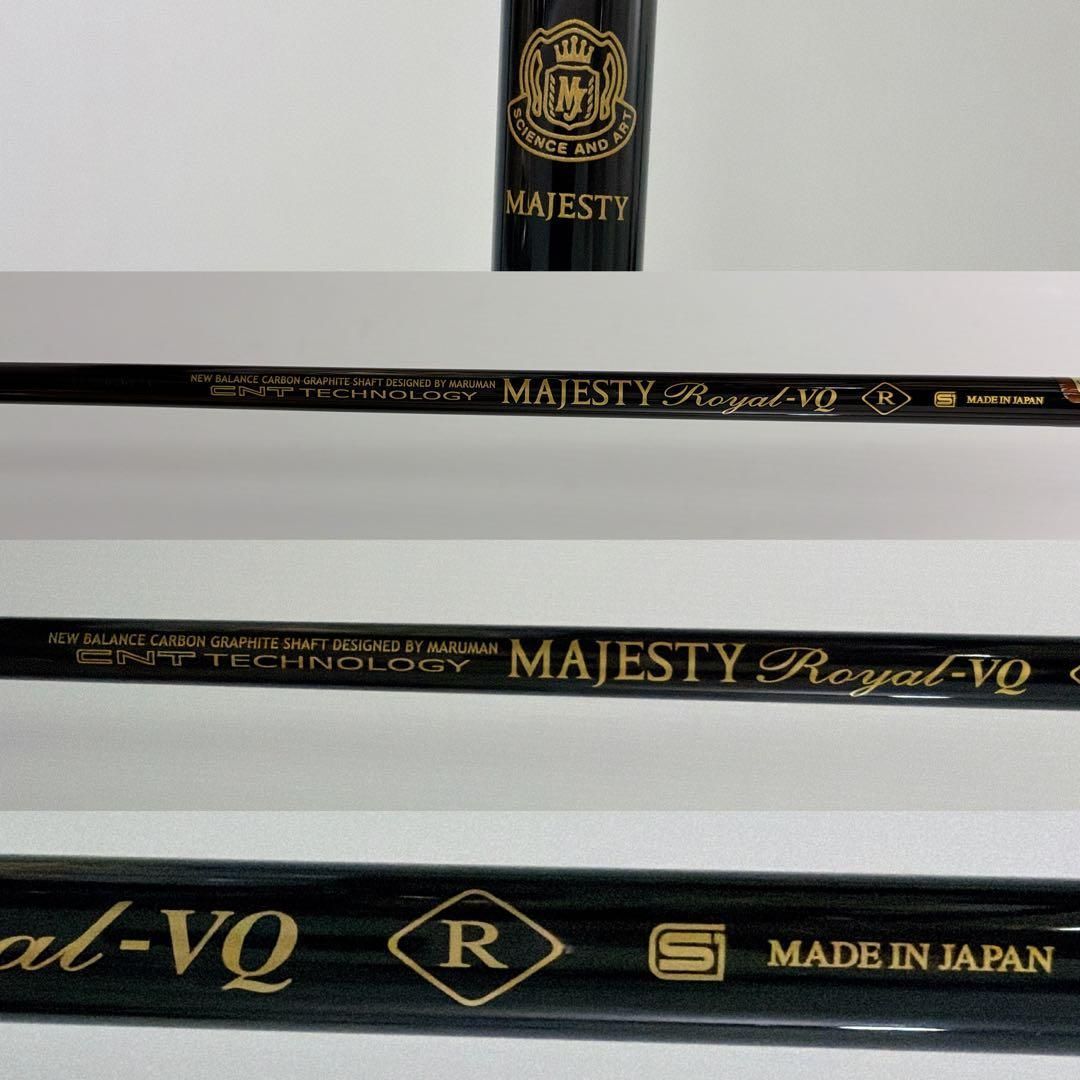 MJ
SCIENCE AND ART
MAJESTY
NEW BALANCE CARBON GRAPHITE SHAFT DESIGNED BY MARUMAN
CNT TECHNOLOGY
MAJESTY Royal-VQ R S MADE IN JAPAN
NEW BALANCE CARBON GRAPHITE SHAFT DESIGNED BY MARUMAN
CNT TECHNOLOGY
MAJESTY Royal-VQ
al-VQ R S MADE IN JAPAN